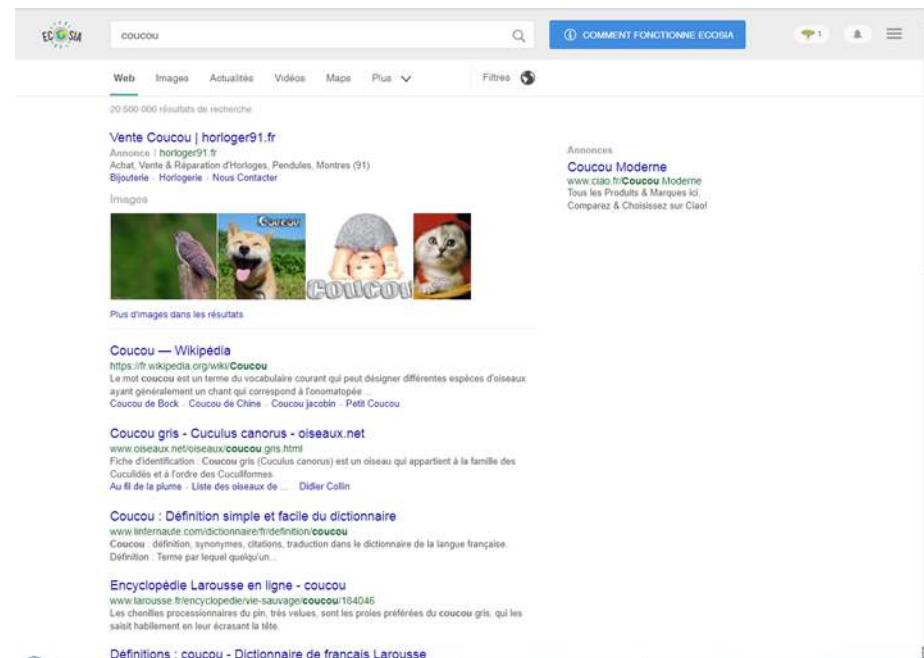 ECOSIA
coucou
COMMENT FONCTIONNE ECOSIA
1
Web Images Actualités Vidéos Maps Plus Filtres
20 500 000 résultats de recherche
Vente Coucou | horloger91.fr
Annonce | horloger91.fr
Achat, Vente & Réparation d'Horloges, Pendules, Montres (91)
Bijouterie - Horlogerie - Nous Contacter
Images
Coucou
COUCOU
Plus d'images dans les résultats
Coucou — Wikipédia
https://fr.wikipedia.org/wiki/Coucou
Le mot coucou est un terme du vocabulaire courant qui peut désigner différentes espèces d'oiseaux
ayant généralement un chant qui correspond à l'onomatopée ...
Coucou de Bock - Coucou de Chine - Coucou jacobin - Petit Coucou
Coucou gris - Cuculus canorus - oiseaux.net
www.oiseaux.net/oiseaux/coucou.gris.html
Fiche d'identification : Coucou gris (Cuculus canorus) est un oiseau qui appartient à la famille des
Cuculidés et à l'ordre des Cuculiformes.
Au fil de la plume - Liste des oiseaux de ... Didier Collin
Coucou : Définition simple et facile du dictionnaire
www.linternaute.com/dictionnaire/fr/definition/coucou
Coucou : définition, synonymes, citations, traduction dans le dictionnaire de la langue française.
Définition : Terme par lequel quelqu'un...
Encyclopédie Larousse en ligne - coucou
www.larousse.fr/encyclopedie/vie-sauvage/coucou/184046
Les chenilles processionnaires du pin, très velues, sont les proies préférées du coucou gris, qui les
saisit habilement en leur écrasant la tête.
Définitions : coucou - Dictionnaire de français Larousse
Annonces
Coucou Moderne
www.ciao.fr/Coucou Moderne
Tous les Produits & Marques ici.
Comparez & Choisissez sur Ciao!